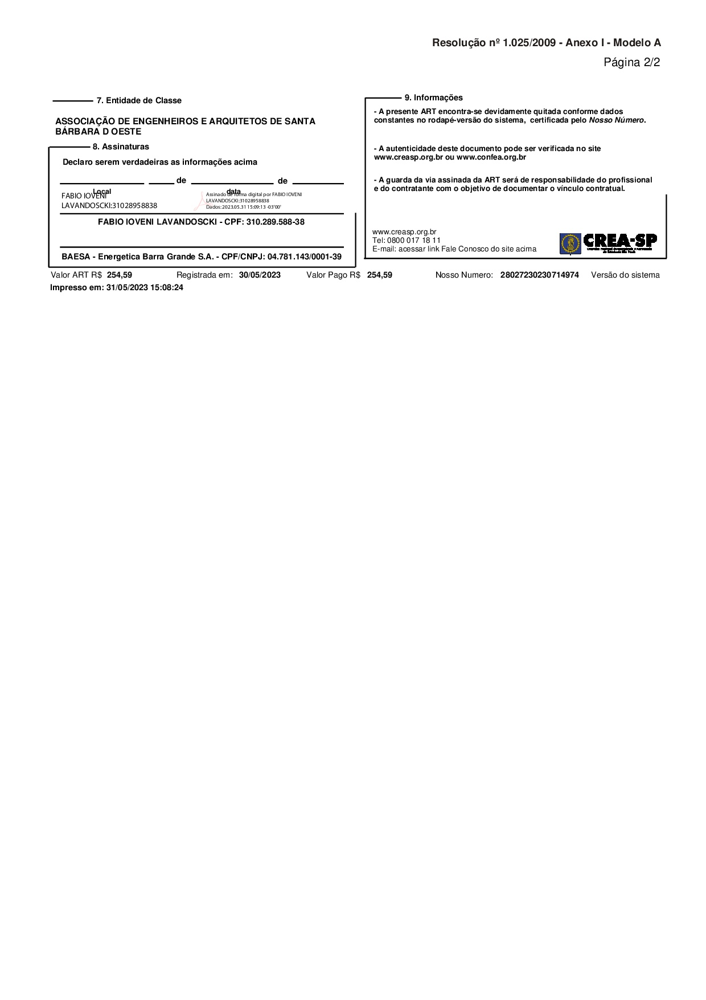 Resolução nº 1.025/2009 - Anexo I - Modelo A
Página 2/2
7. Entidade de Classe
ASSOCIAÇÃO DE ENGENHEIROS E ARQUITETOS DE SANTA
BÁRBARA D OESTE
8. Assinaturas
Declaro serem verdadeiras as informações acima
de de
Local data
FABIO IOVENI
LAVANDOSCKI:31028958838
Assinado de forma digital por FABIO IOVENI
LAVANDOSCKI:31028958838
Dados: 2023.05.31 15:09:13 -03'00'
FABIO IOVENI LAVANDOSCKI - CPF: 310.289.588-38
BAESA - Energetica Barra Grande S.A. - CPF/CNPJ: 04.781.143/0001-39
9. Informações
- A presente ART encontra-se devidamente quitada conforme dados
constantes no rodapé-versão do sistema, certificada pelo Nosso Número.
- A autenticidade deste documento pode ser verificada no site
www.creasp.org.br ou www.confea.org.br
- A guarda da via assinada da ART será de responsabilidade do profissional
e do contratante com o objetivo de documentar o vínculo contratual.
www.creasp.org.br
Tel: 0800 017 18 11
E-mail: acessar link Fale Conosco do site acima
CREA-SP
Valor ART R$ 254,59 Registrada em: 30/05/2023 Valor Pago R$ 254,59 Nosso Numero: 28027230230714974 Versão do sistema
Impresso em: 31/05/2023 15:08:24